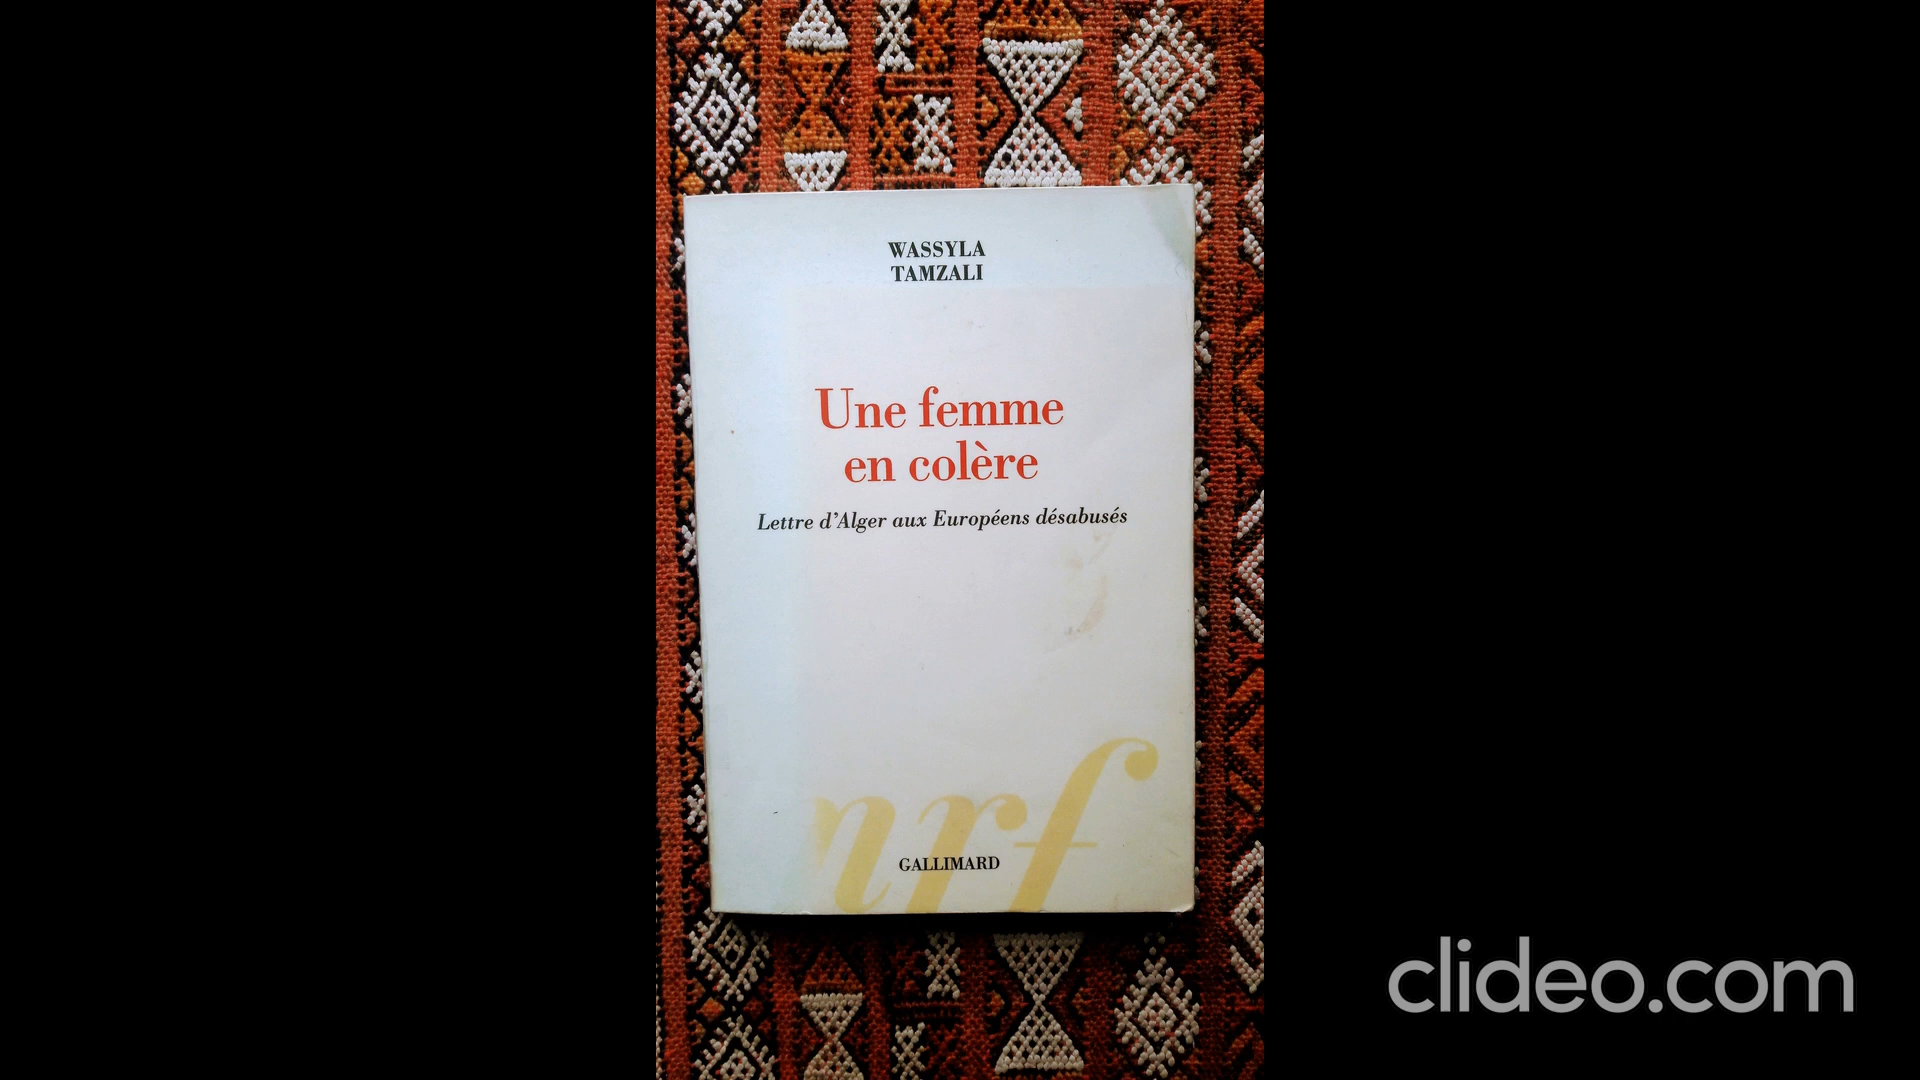 WASSYLA
TAMZALI
Une femme
en colère
Lettre d'Alger aux Européens désabusés
nrf
GALLIMARD
clideo.com